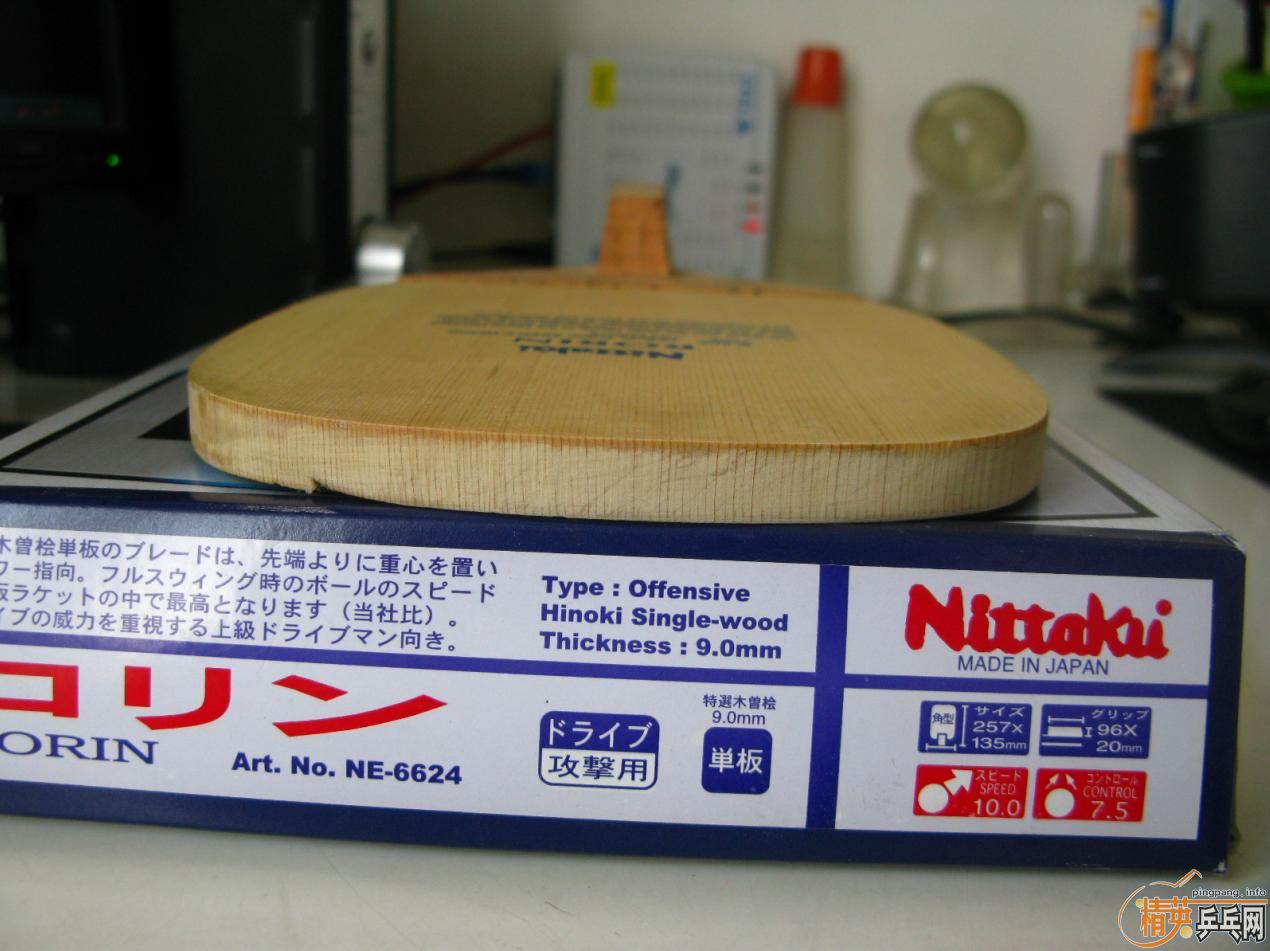 Nittaki
KORIN
木曽桧単板のブレードは、先端よりに重心を置い
ワー指向。フルスウィング時のボールのスピード
板ラケットの中で最高となります（当社比）。
イブの威力を重視する上級ドライブマン向き。
Type : Offensive
Hinoki Single-wood
Thickness : 9.0mm
Nittaku
MADE IN JAPAN
コリン
ORIN
Art. No. NE-6624
ドライブ
攻撃用
特選木曽桧
9.0mm
単板
角型
サイズ
257X
135mm
グリップ
96X
20mm
スピード
SPEED
10.0
コントロール
CONTROL
7.5
pingpang.info
精英乒乓网